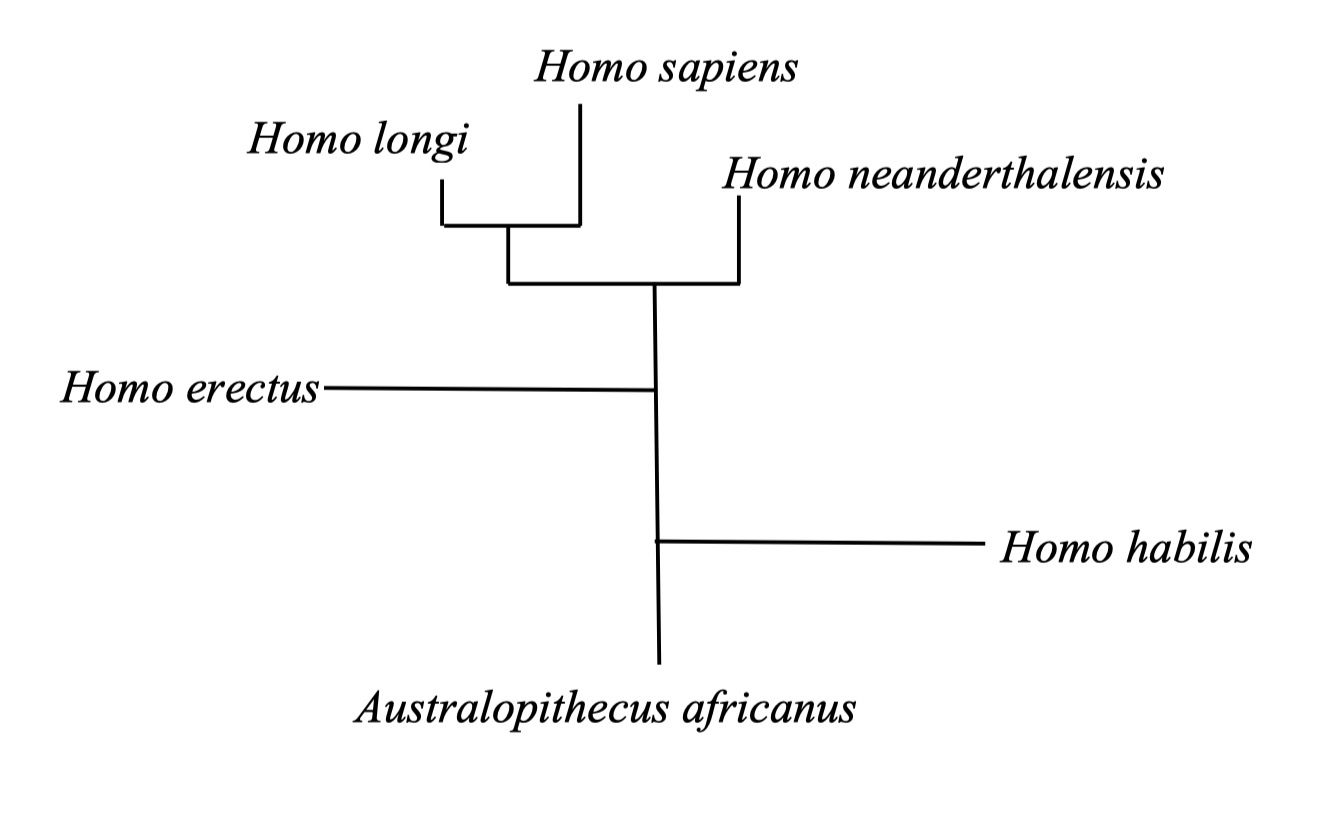 Homo sapiens
Homo longi
Homo neanderthalensis
Homo erectus
Homo habilis
Australopithecus africanus